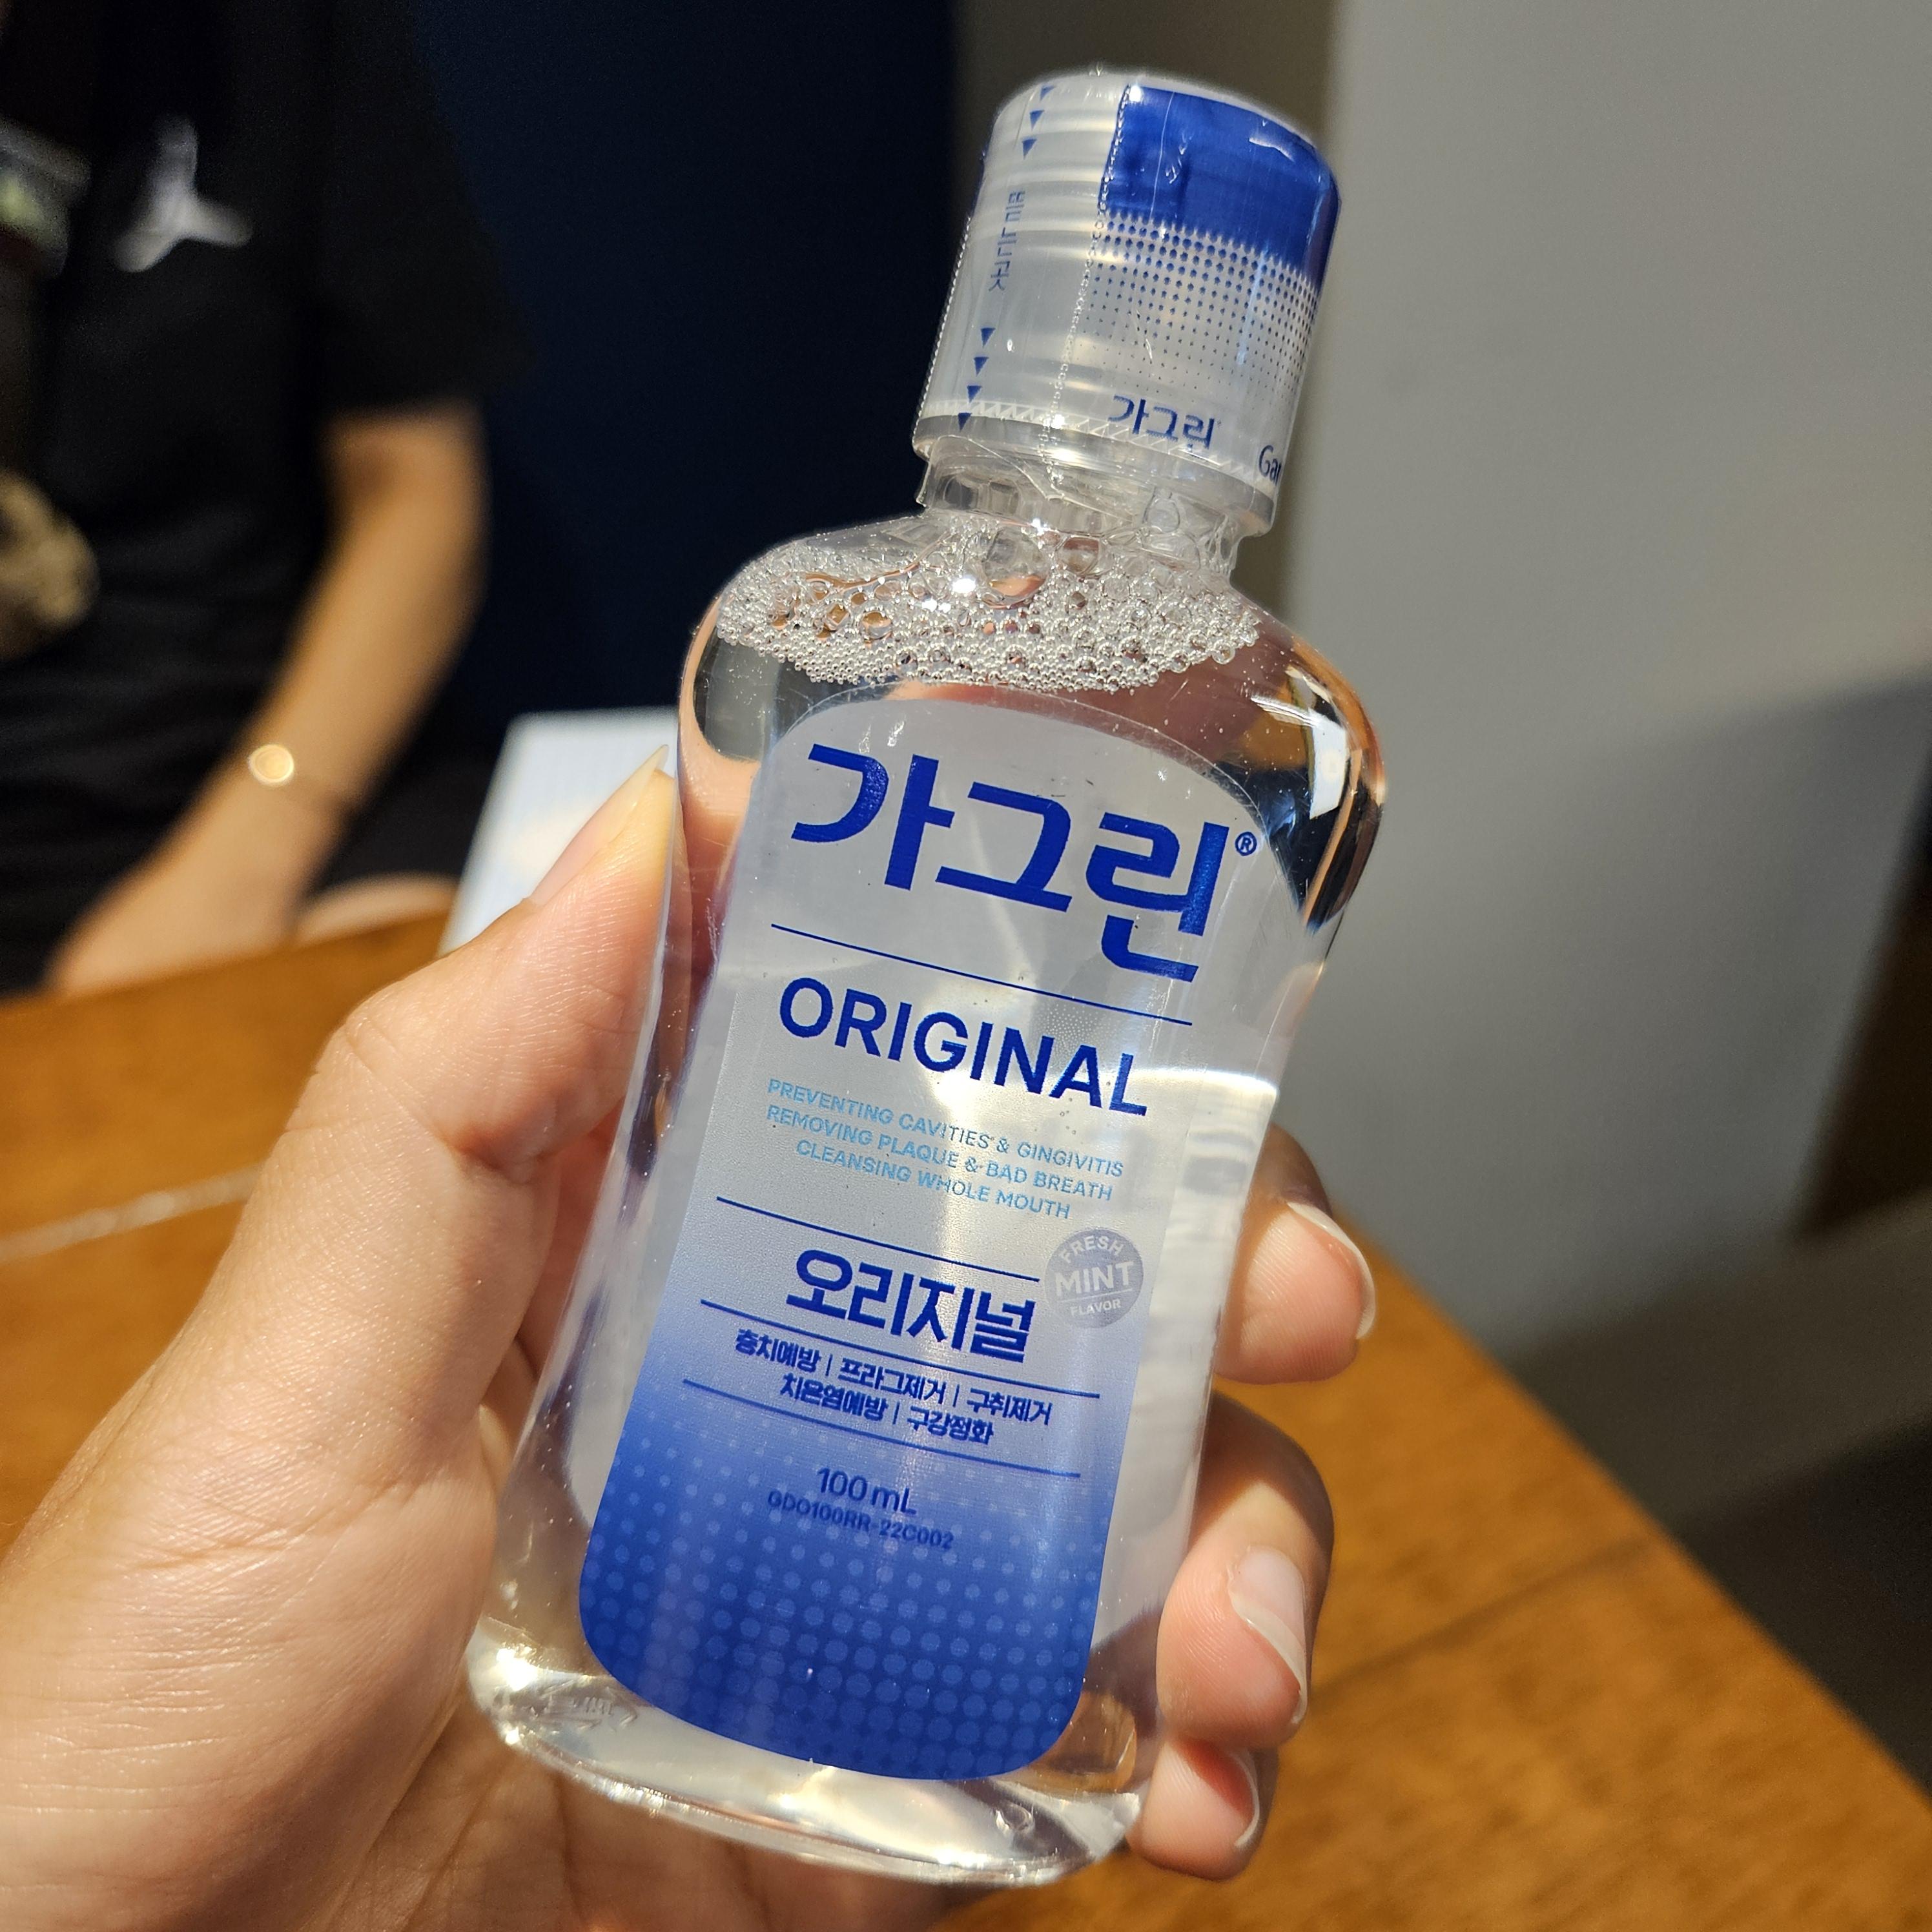 가그린
가그린®
ORIGINAL
PREVENTING CAVITIES & GINGIVITIS
REMOVING PLAQUE & BAD BREATH
CLEANSING WHOLE MOUTH
FRESH
MINT
FLAVOR
오리지널
충치예방 | 프라그제거 | 구취제거
치은염예방 | 구강정화
100 mL
GDO100RR-22C002